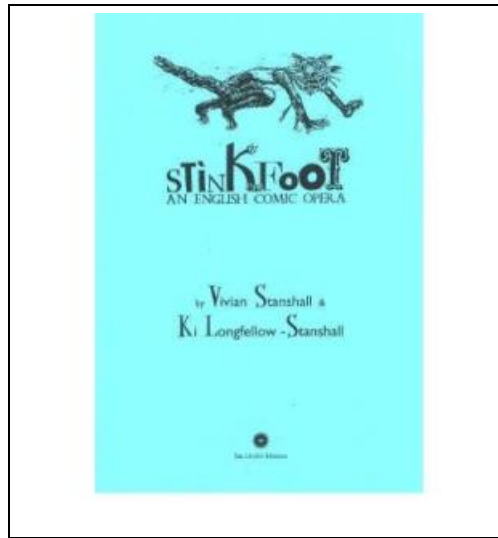 STiNKFooT
AN ENGLISH COMIC OPERA
by Vivian Stanshall &
Ki Longfellow-Stanshall